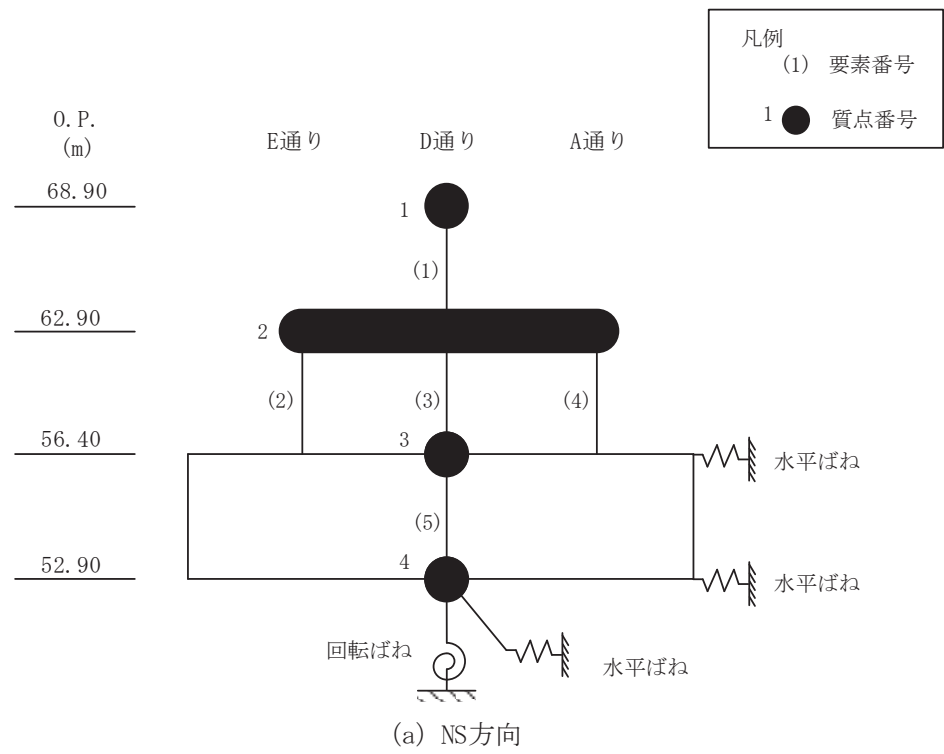 凡例
(1) 要素番号
1 質点番号
O.P.
(m)
E通り D通り A通り
68.90
1
(1)
62.90
2
(2) (3) (4)
56.40
3
水平ばね
(5)
52.90
4
水平ばね
回転ばね
水平ばね
(a) NS方向